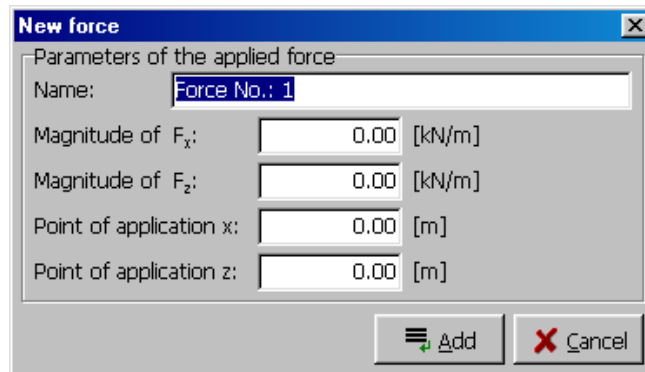 New force
Parameters of the applied force
Name: Force No.: 1
Magnitude of Fx: 0.00 [kN/m]
Magnitude of Fz: 0.00 [kN/m]
Point of application x: 0.00 [m]
Point of application z: 0.00 [m]
Add Cancel